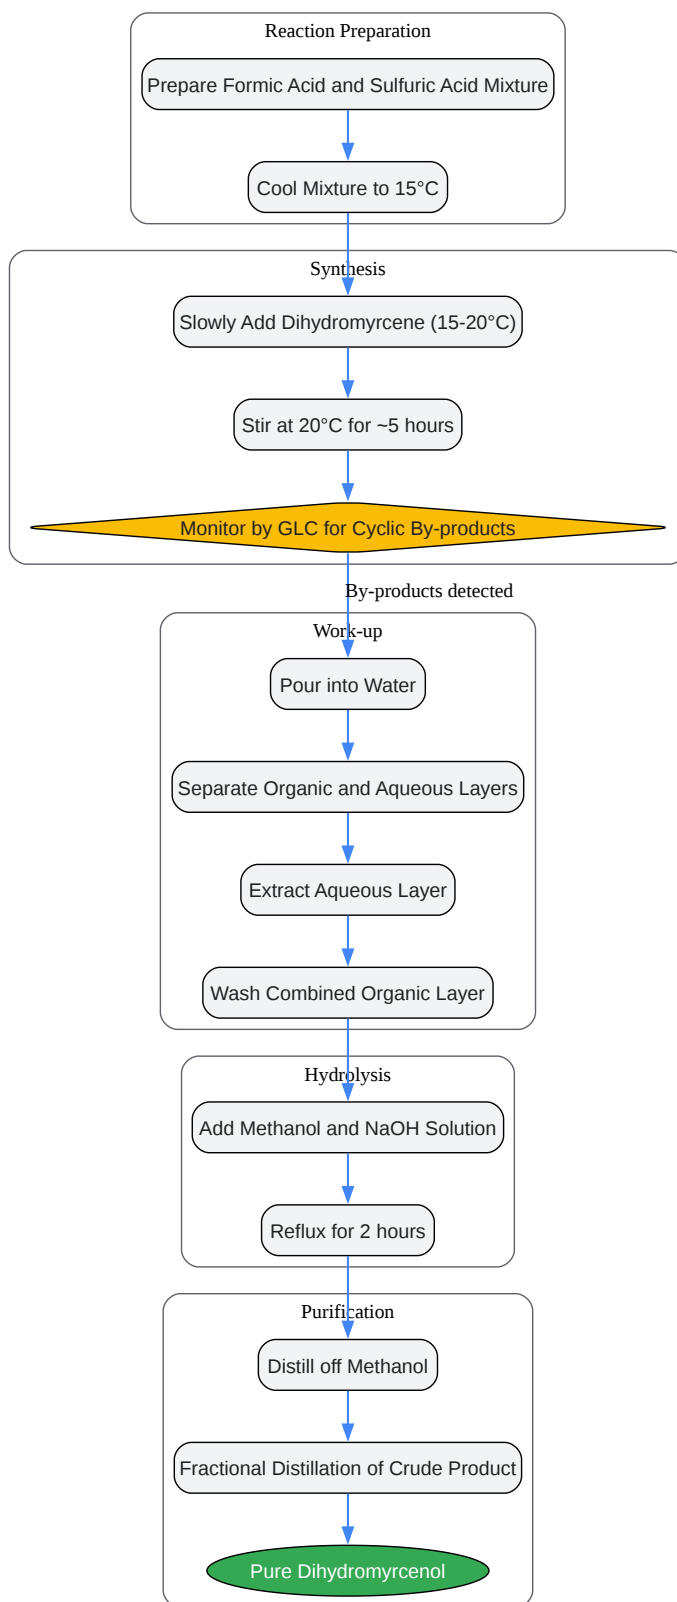 Reaction Preparation
Prepare Formic Acid and Sulfuric Acid Mixture
Cool Mixture to 15°C
Synthesis
Slowly Add Dihydromyrcene (15-20°C)
Stir at 20°C for ~5 hours
Monitor by GLC for Cyclic By-products
By-products detected
Work-up
Pour into Water
Separate Organic and Aqueous Layers
Extract Aqueous Layer
Wash Combined Organic Layer
Hydrolysis
Add Methanol and NaOH Solution
Reflux for 2 hours
Purification
Distill off Methanol
Fractional Distillation of Crude Product
Pure Dihydromyrcenol